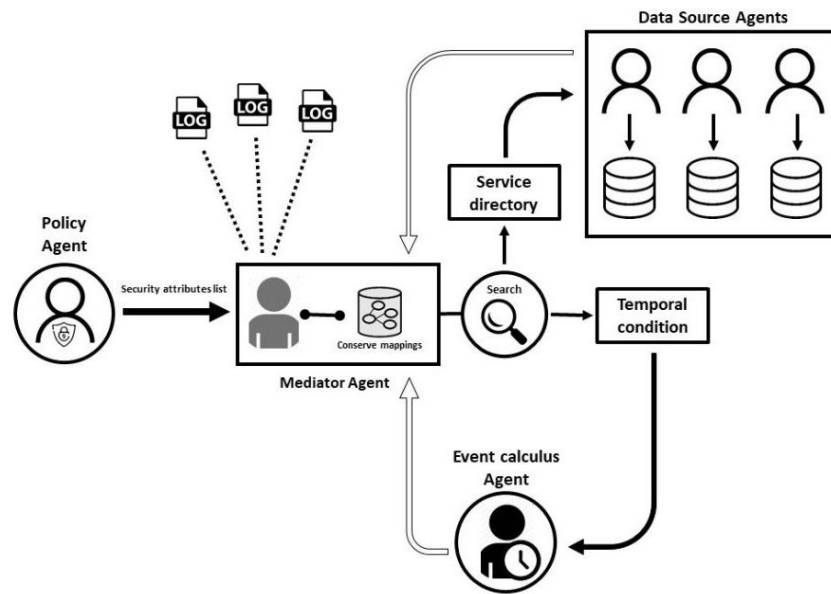 Data Source Agents
LOG
LOG
LOG
Service
directory
Policy
Agent
Security attributes list
Search
Temporal
condition
Conserve mappings
Mediator Agent
Event calculus
Agent